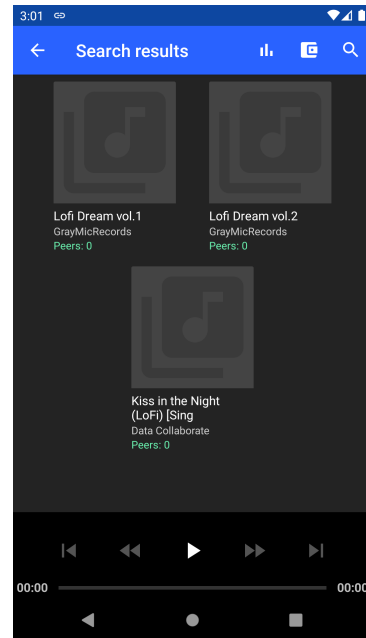 3:01
Search results
Lofi Dream vol.1
GrayMicRecords
Peers: 0
Lofi Dream vol.2
GrayMicRecords
Peers: 0
Kiss in the Night
(LoFi) [Sing
Data Collaborate
Peers: 0
00:00
00:00